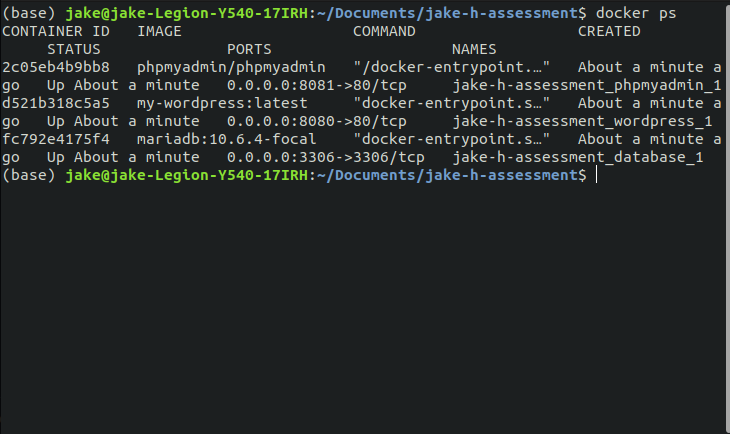 (base) jake@jake-Legion-Y540-17IRH:~/Documents/jake-h-assessment$ docker ps
CONTAINER ID   IMAGE                   COMMAND                  CREATED
     STATUS              PORTS                    NAMES
2c05eb4b9bb8   phpmyadmin/phpmyadmin   "/docker-entrypoint.…"   About a minute a
go   Up About a minute   0.0.0.0:8081->80/tcp     jake-h-assessment_phpmyadmin_1
d521b318c5a5   my-wordpress:latest     "docker-entrypoint.s…"   About a minute a
go   Up About a minute   0.0.0.0:8080->80/tcp     jake-h-assessment_wordpress_1
fc792e4175f4   mariadb:10.6.4-focal    "docker-entrypoint.s…"   About a minute a
go   Up About a minute   0.0.0.0:3306->3306/tcp   jake-h-assessment_database_1
(base) jake@jake-Legion-Y540-17IRH:~/Documents/jake-h-assessment$